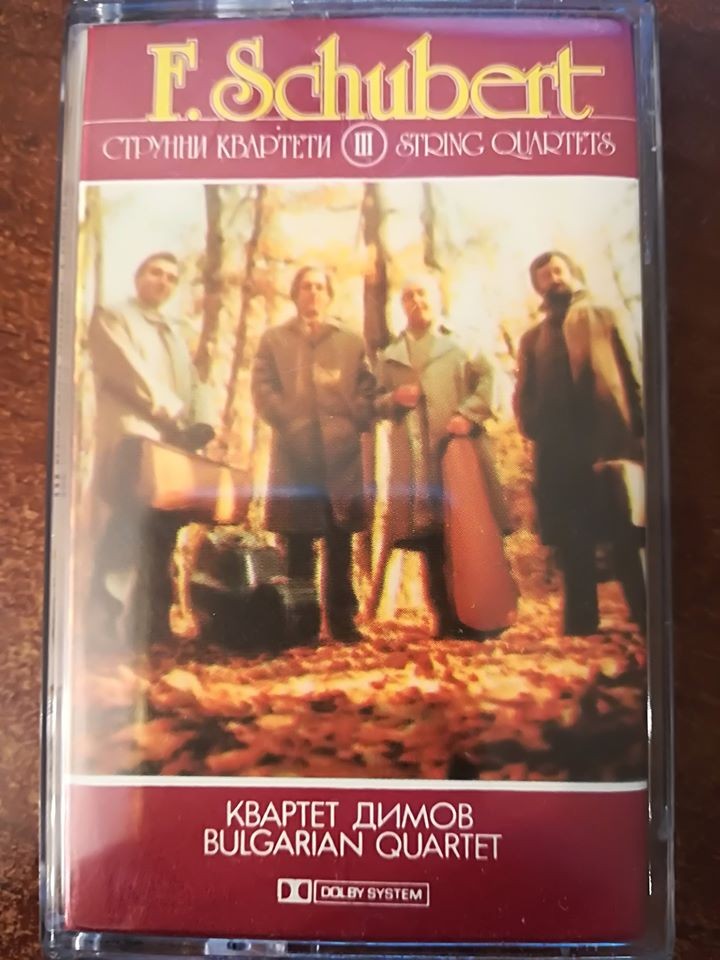 F. Schubert
СТРУННИ КВАРТЕТИ III STRING QUARTETS
КВАРТЕТ ДИМОВ
BULGARIAN QUARTET
DOLBY SYSTEM